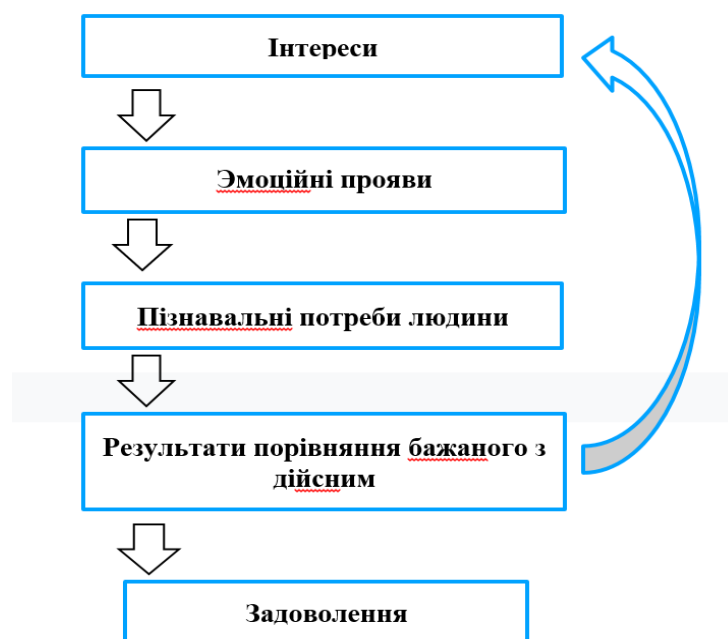 Інтереси
Эмоційні прояви
Пізнавальні потреби людини
Результати порівняння бажаного з
дійсним
Задоволення